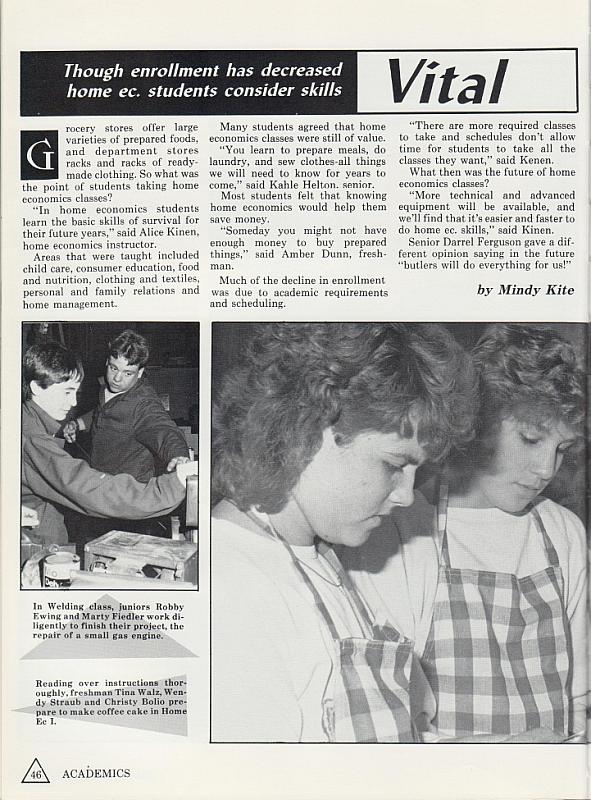 Though enrollment has decreased
home ec. students consider skills
Vital
Grocery stores offer large
varieties of prepared foods,
and department stores
racks and racks of ready-
made clothing. So what was
the point of students taking home
economics classes?
“In home economics students
learn the basic skills of survival for
their future years,” said Alice Kinen,
home economics instructor.
Areas that were taught included
child care, consumer education, food
and nutrition, clothing and textiles,
personal and family relations and
home management.
Many students agreed that home
economics classes were still of value.
“You learn to prepare meals, do
laundry, and sew clothes-all things
we will need to know for years to
come,” said Kahle Helton. senior.
Most students felt that knowing
home economics would help them
save money.
“Someday you might not have
enough money to buy prepared
things,” said Amber Dunn, fresh-
man.
Much of the decline in enrollment
was due to academic requirements
and scheduling.
“There are more required classes
to take and schedules don’t allow
time for students to take all the
classes they want,” said Kenen.
What then was the future of home
economics classes?
“More technical and advanced
equipment will be available, and
we’ll find that it’s easier and faster to
do home ec. skills,” said Kinen.
Senior Darrel Ferguson gave a dif-
ferent opinion saying in the future
“butlers will do everything for us!”
by Mindy Kite
In Welding class, juniors Robby
Ewing and Marty Fiedler work di-
ligently to finish their project, the
repair of a small gas engine.
Reading over instructions thor-
oughly, freshman Tina Walz, Wen-
dy Straub and Christy Bolio pre-
pare to make coffee cake in Home
Ec I.
46 ACADEMICS